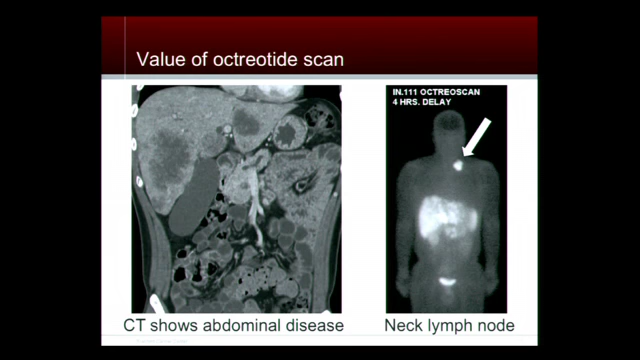 Value of octreotide scan
IN.111 OCTREOSCAN
4 HRS. DELAY
CT shows abdominal disease
Neck lymph node